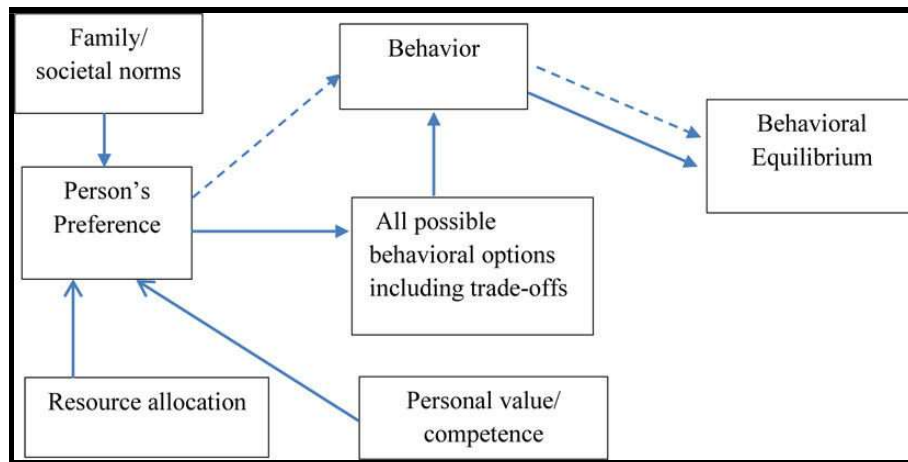 Family/
societal norms
Behavior
Behavioral
Equilibrium
Person's
Preference
All possible
behavioral options
including trade-offs
Resource allocation
Personal value/
competence